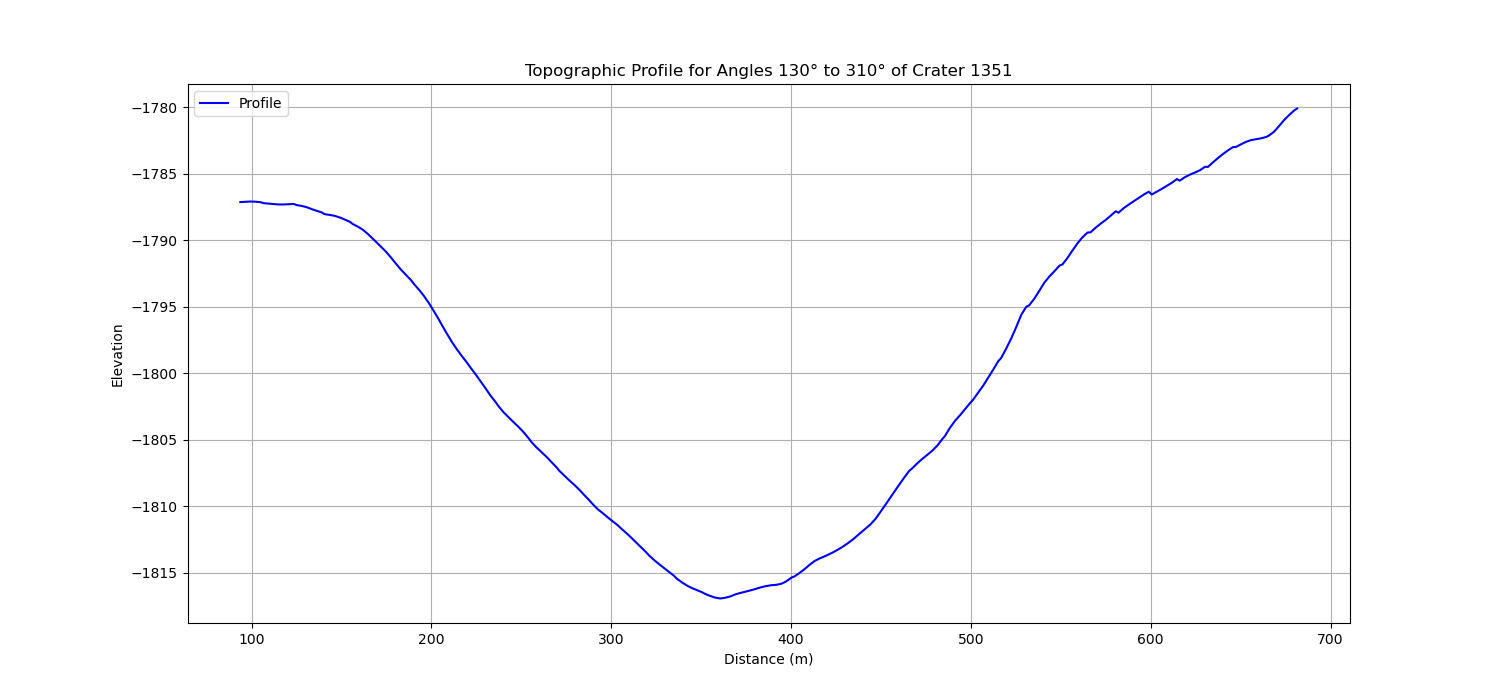 Topographic Profile for Angles 130° to 310° of Crater 1351
Profile
−1780
−1785
−1790
−1795
−1800
−1805
−1810
−1815
Elevation
100 200 300 400 500 600 700
Distance (m)